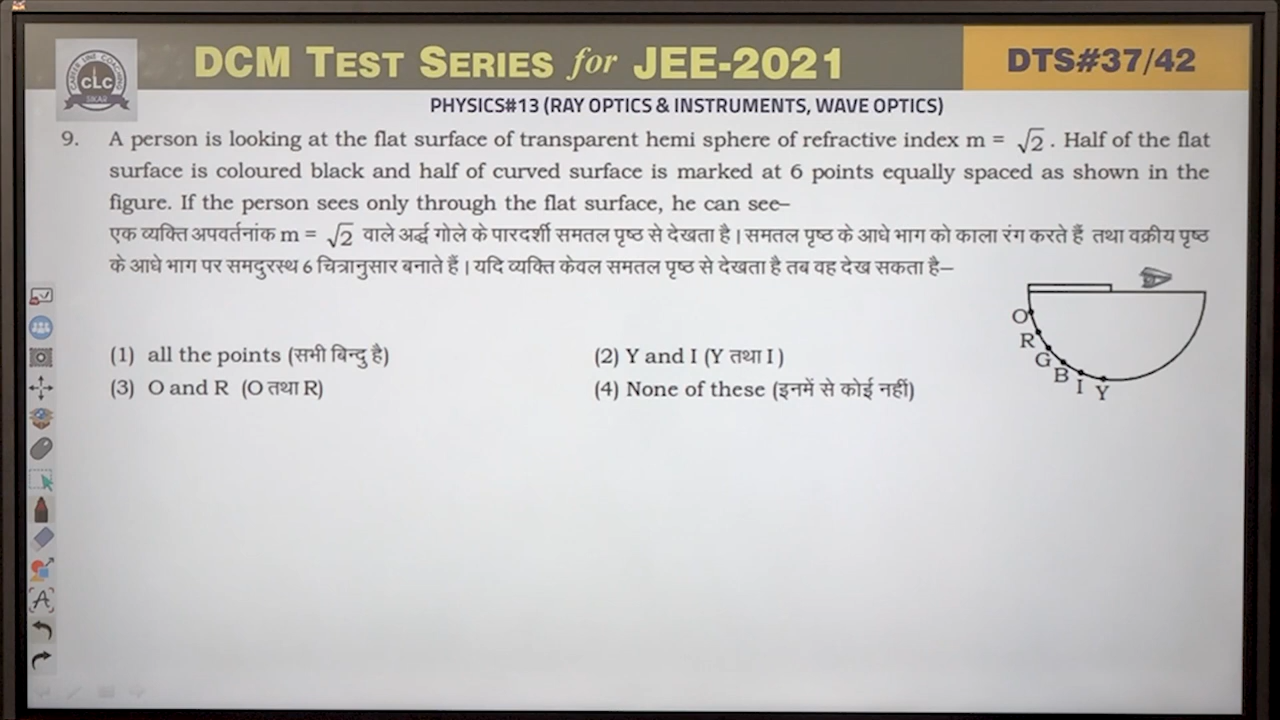 DCM TEST SERIES for JEE-2021
DTS#37/42
CAREER LINE COACHING
CLC
SIKAR
PHYSICS#13 (RAY OPTICS & INSTRUMENTS, WAVE OPTICS)
9. A person is looking at the flat surface of transparent hemi sphere of refractive index m = √2 . Half of the flat
surface is coloured black and half of curved surface is marked at 6 points equally spaced as shown in the
figure. If the person sees only through the flat surface, he can see–
एक व्यक्ति अपवर्तनांक m = √2 वाले अर्द्ध गोले के पारदर्शी समतल पृष्ठ से देखता है। समतल पृष्ठ के आधे भाग को काला रंग करते हैं तथा वक्रीय पृष्ठ
के आधे भाग पर समदुरस्थ 6 चित्रानुसार बनाते हैं। यदि व्यक्ति केवल समतल पृष्ठ से देखता है तब वह देख सकता है–
(1) all the points (सभी बिन्दु है) (2) Y and I (Y तथा I)
(3) O and R (O तथा R) (4) None of these (इनमें से कोई नहीं)
O
R
G
B
I
Y
A